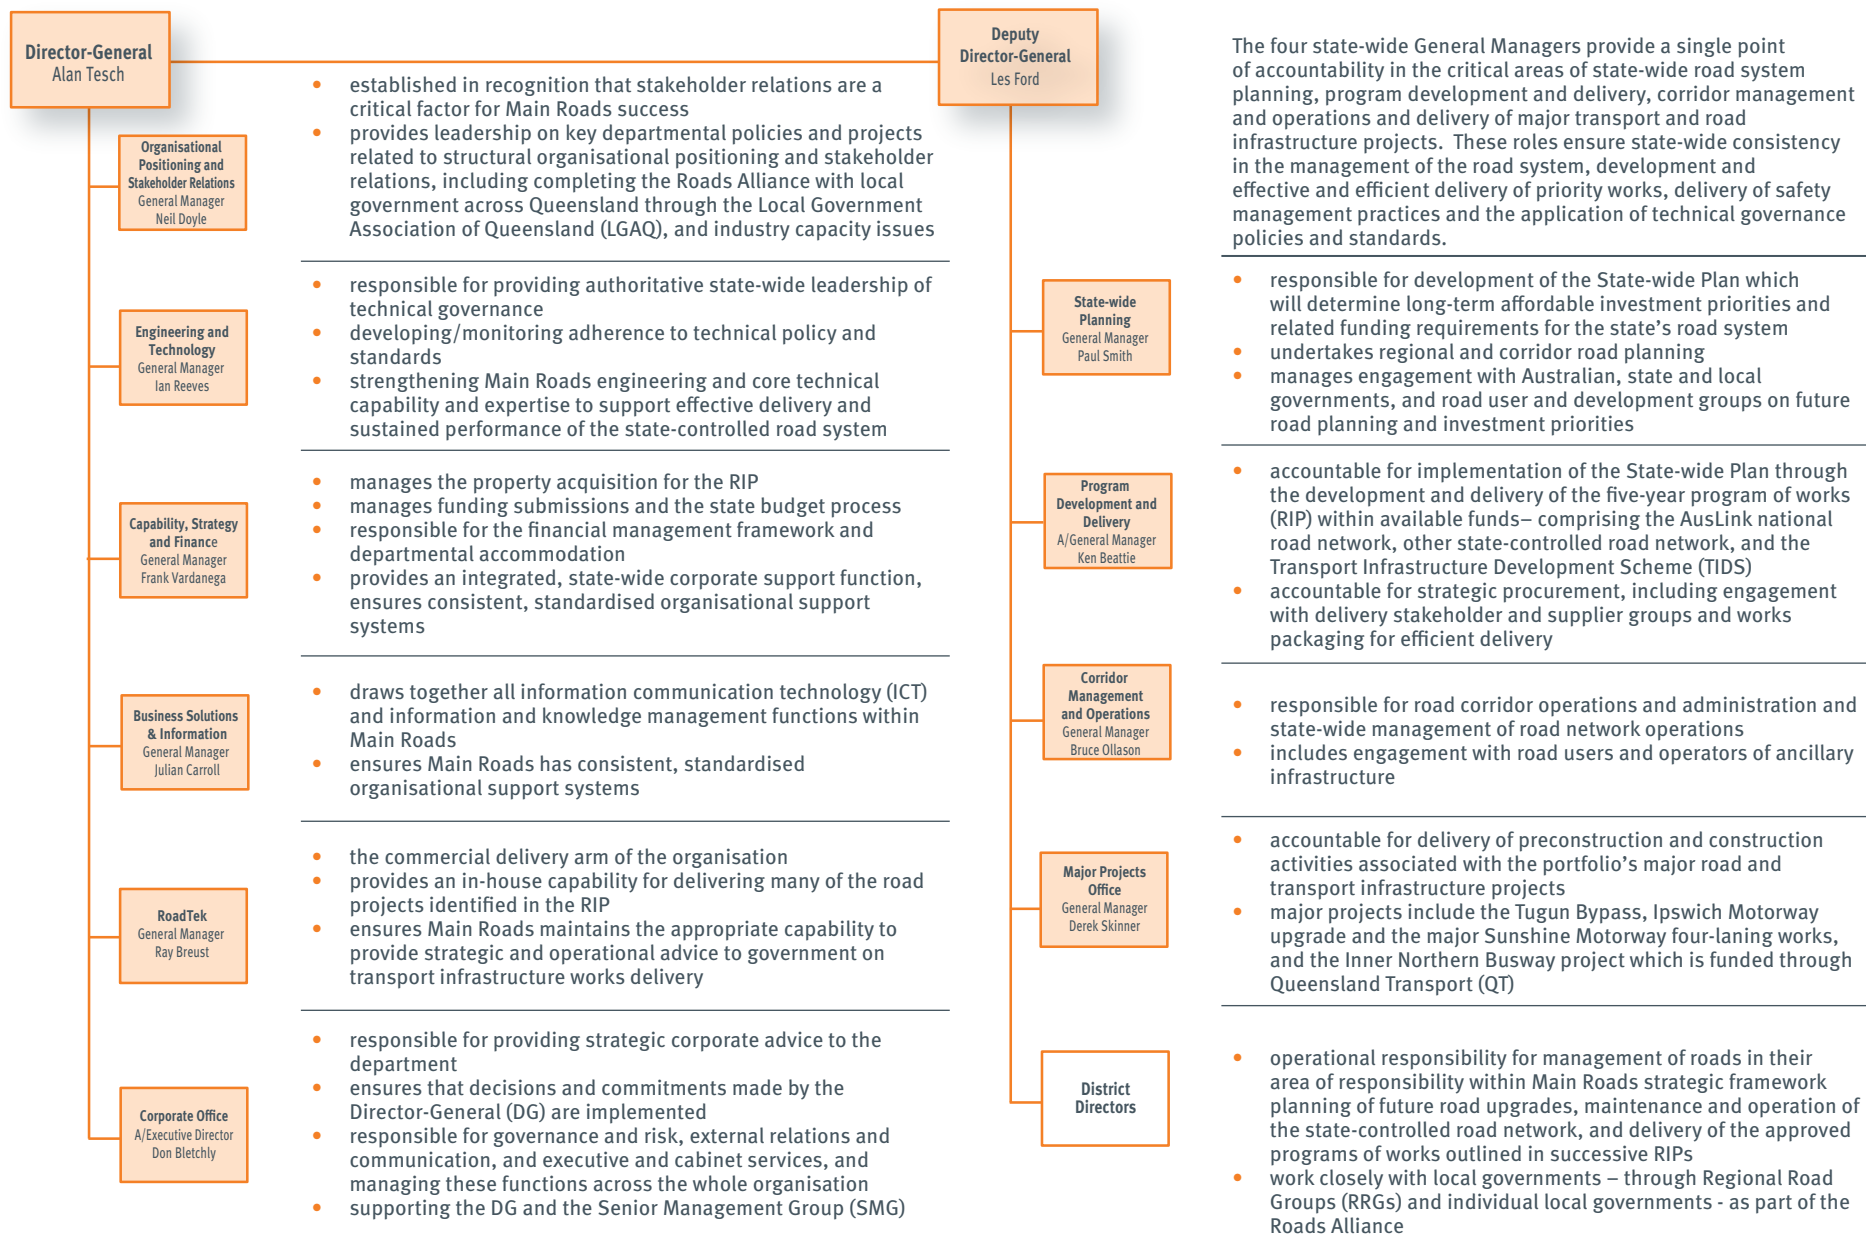 Director-General
Alan Tesch
Organisational
Positioning and
Stakeholder Relations
General Manager
Neil Doyle
• established in recognition that stakeholder relations are a
critical factor for Main Roads success
• provides leadership on key departmental policies and projects
related to structural organisational positioning and stakeholder
relations, including completing the Roads Alliance with local
government across Queensland through the Local Government
Association of Queensland (LGAQ), and industry capacity issues
Engineering and
Technology
General Manager
Ian Reeves
• responsible for providing authoritative state-wide leadership of
technical governance
• developing/monitoring adherence to technical policy and
standards
• strengthening Main Roads engineering and core technical
capability and expertise to support effective delivery and
sustained performance of the state-controlled road system
Capability, Strategy
and Finance
General Manager
Frank Vardanega
• manages the property acquisition for the RIP
• manages funding submissions and the state budget process
• responsible for the financial management framework and
departmental accommodation
• provides an integrated, state-wide corporate support function,
ensures consistent, standardised organisational support
systems
Business Solutions
& Information
General Manager
Julian Carroll
• draws together all information communication technology (ICT)
and information and knowledge management functions within
Main Roads
• ensures Main Roads has consistent, standardised
organisational support systems
RoadTek
General Manager
Ray Breust
• the commercial delivery arm of the organisation
• provides an in-house capability for delivering many of the road
projects identified in the RIP
• ensures Main Roads maintains the appropriate capability to
provide strategic and operational advice to government on
transport infrastructure works delivery
Corporate Office
A/Executive Director
Don Bletchly
• responsible for providing strategic corporate advice to the
department
• ensures that decisions and commitments made by the
Director-General (DG) are implemented
• responsible for governance and risk, external relations and
communication, and executive and cabinet services, and
managing these functions across the whole organisation
• supporting the DG and the Senior Management Group (SMG)
Deputy
Director-General
Les Ford
The four state-wide General Managers provide a single point
of accountability in the critical areas of state-wide road system
planning, program development and delivery, corridor management
and operations and delivery of major transport and road
infrastructure projects. These roles ensure state-wide consistency
in the management of the road system, development and
effective and efficient delivery of priority works, delivery of safety
management practices and the application of technical governance
policies and standards.
State-wide
Planning
General Manager
Paul Smith
• responsible for development of the State-wide Plan which
will determine long-term affordable investment priorities and
related funding requirements for the state's road system
• undertakes regional and corridor road planning
• manages engagement with Australian, state and local
governments, and road user and development groups on future
road planning and investment priorities
Program
Development and
Delivery
A/General Manager
Ken Beattie
• accountable for implementation of the State-wide Plan through
the development and delivery of the five-year program of works
(RIP) within available funds– comprising the AusLink national
road network, other state-controlled road network, and the
Transport Infrastructure Development Scheme (TIDS)
• accountable for strategic procurement, including engagement
with delivery stakeholder and supplier groups and works
packaging for efficient delivery
Corridor
Management
and Operations
General Manager
Bruce Ollason
• responsible for road corridor operations and administration and
state-wide management of road network operations
• includes engagement with road users and operators of ancillary
infrastructure
Major Projects
Office
General Manager
Derek Skinner
• accountable for delivery of preconstruction and construction
activities associated with the portfolio's major road and
transport infrastructure projects
• major projects include the Tugun Bypass, Ipswich Motorway
upgrade and the major Sunshine Motorway four-laning works,
and the Inner Northern Busway project which is funded through
Queensland Transport (QT)
District
Directors
• operational responsibility for management of roads in their
area of responsibility within Main Roads strategic framework
planning of future road upgrades, maintenance and operation of
the state-controlled road network, and delivery of the approved
programs of works outlined in successive RIPs
• work closely with local governments – through Regional Road
Groups (RRGs) and individual local governments - as part of the
Roads Alliance